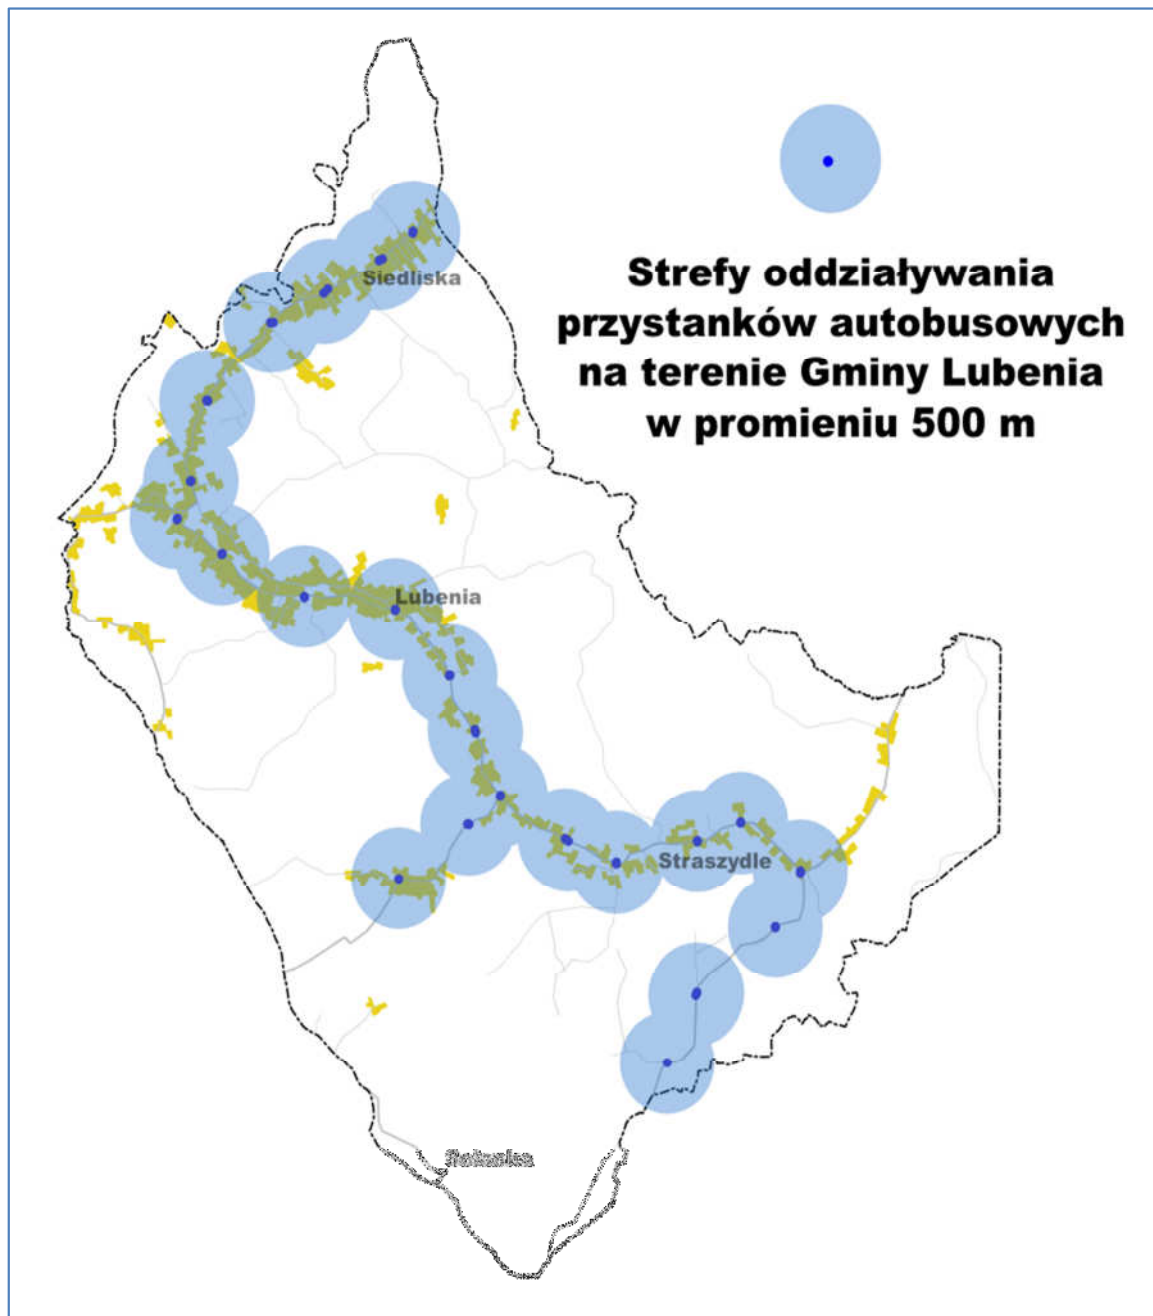 Strefy oddziaływania
przystanków autobusowych
na terenie Gminy Lubenia
w promieniu 500 m
Siedliska
Lubenia
Straszydle